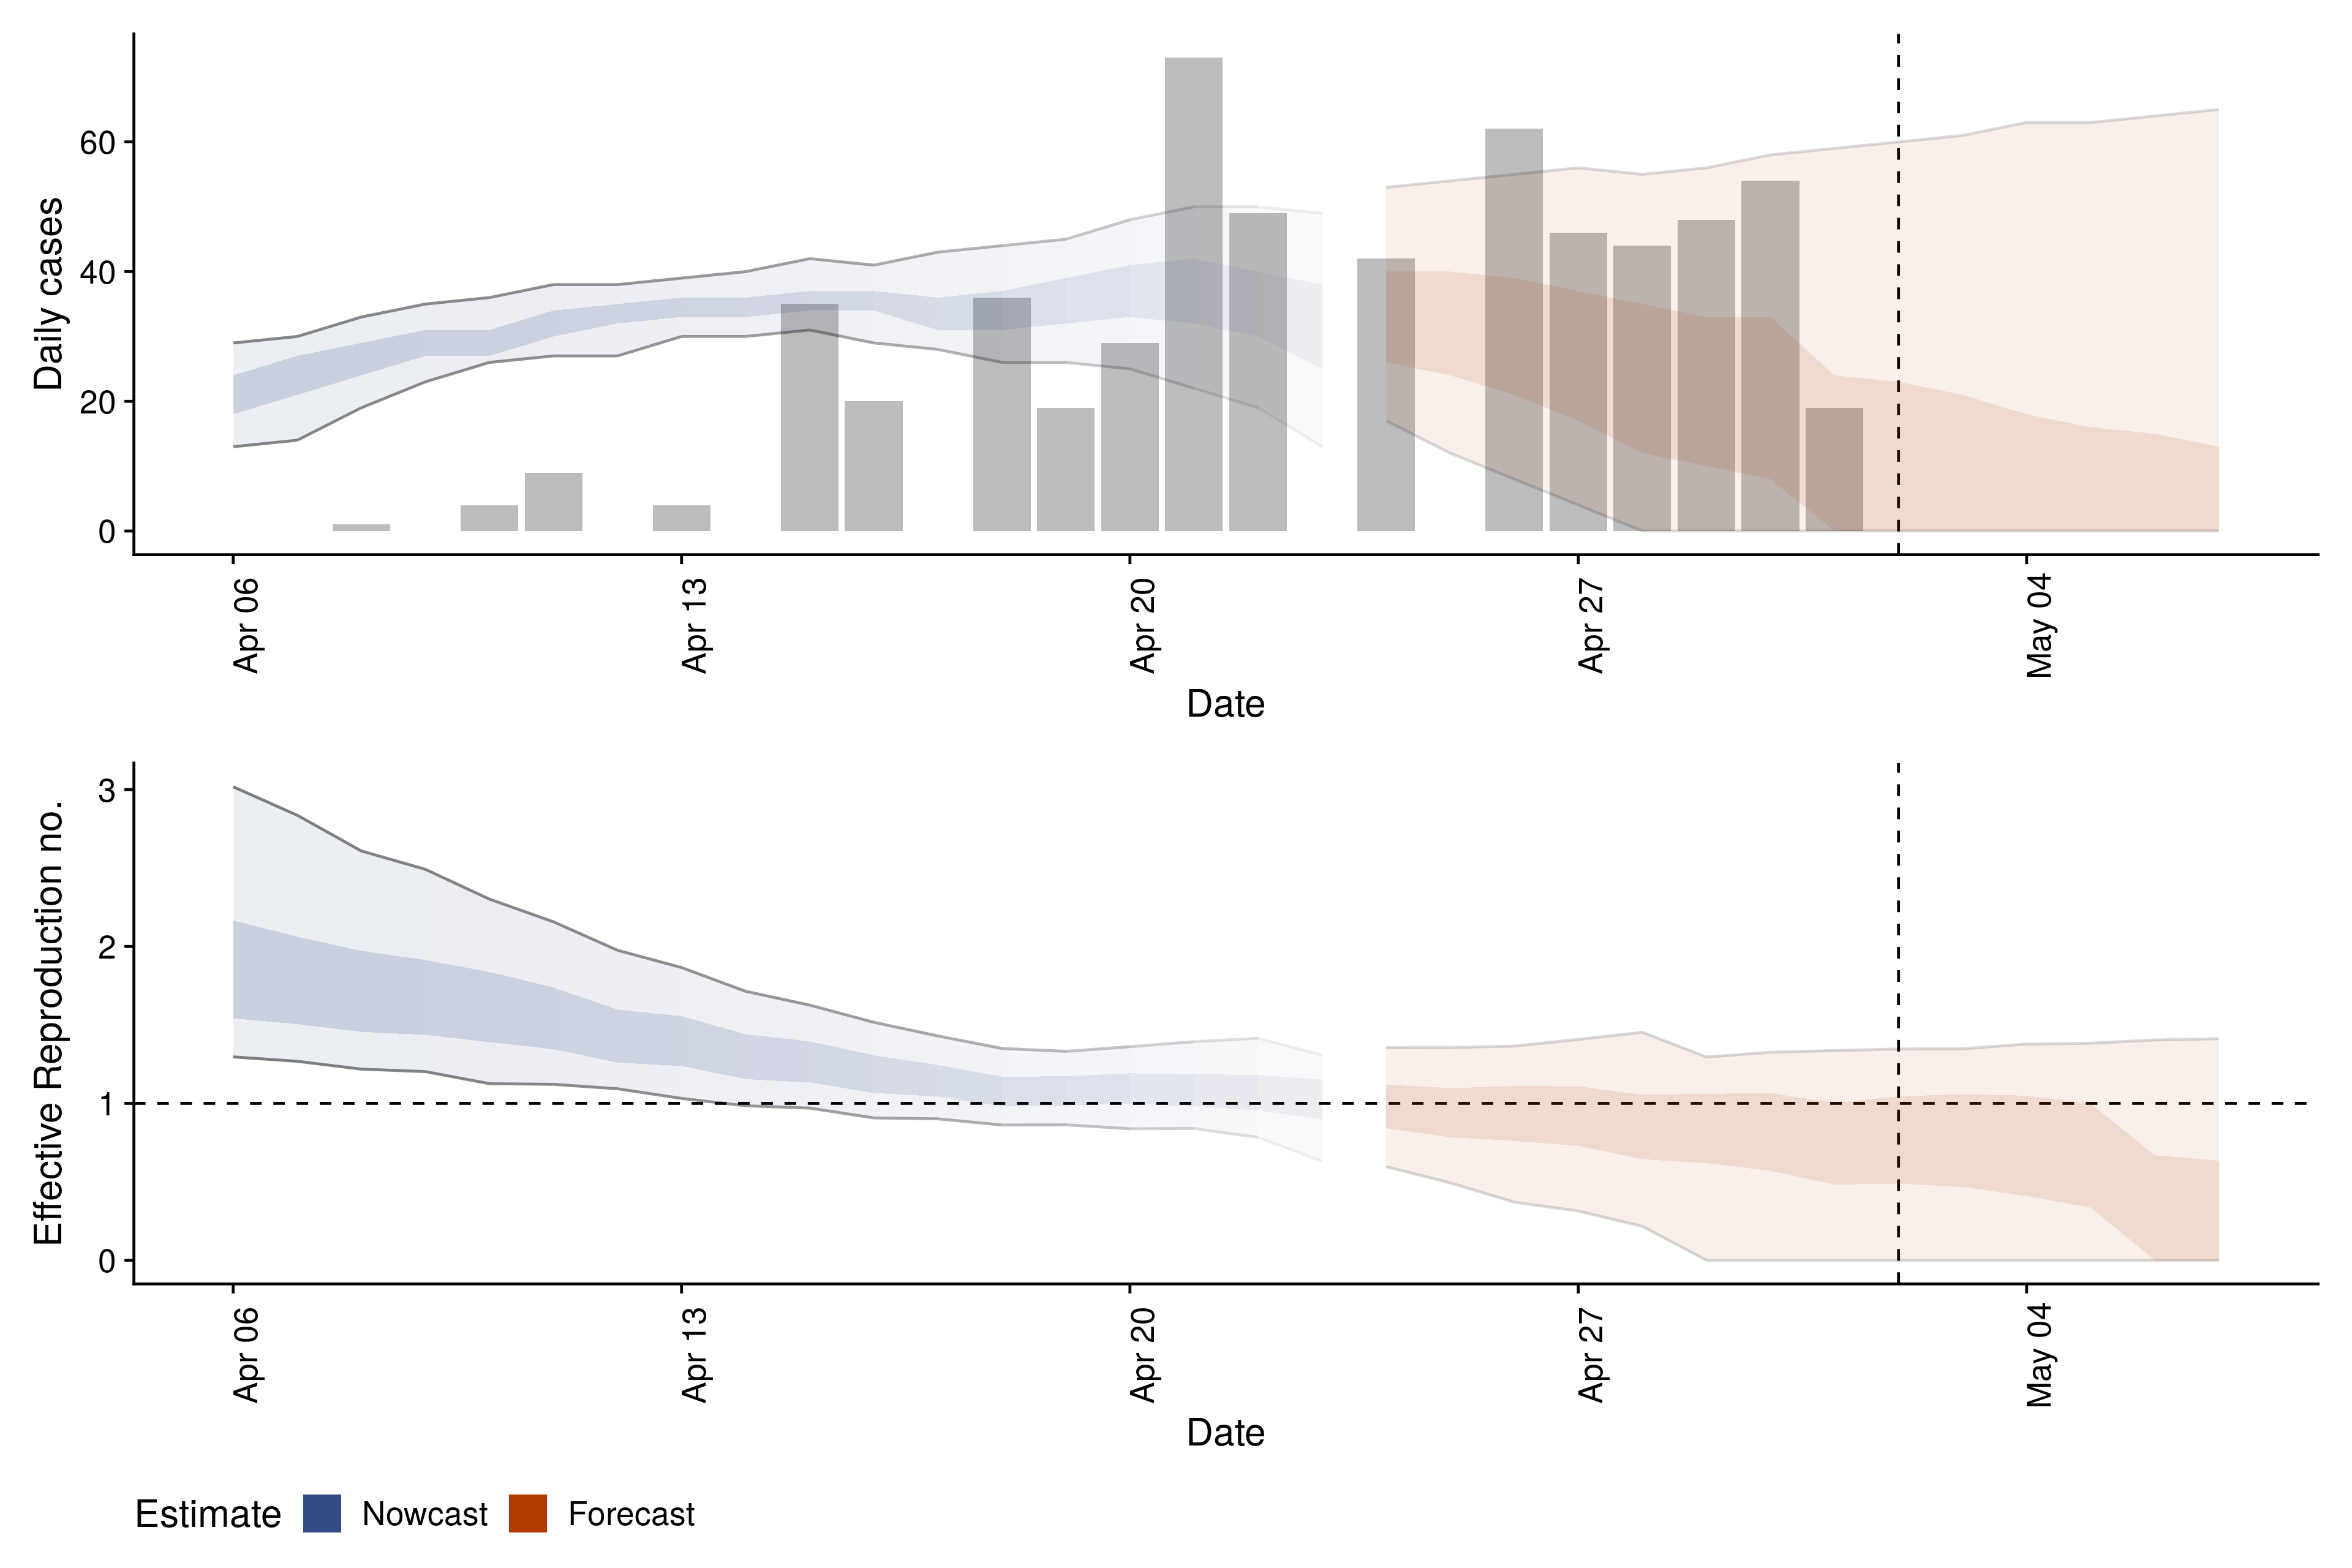 Daily cases
60
40
20
0
Apr 06
Apr 13
Apr 20
Apr 27
May 04
Date
Effective Reproduction no.
3
2
1
0
Apr 06
Apr 13
Apr 20
Apr 27
May 04
Date
Estimate Nowcast Forecast